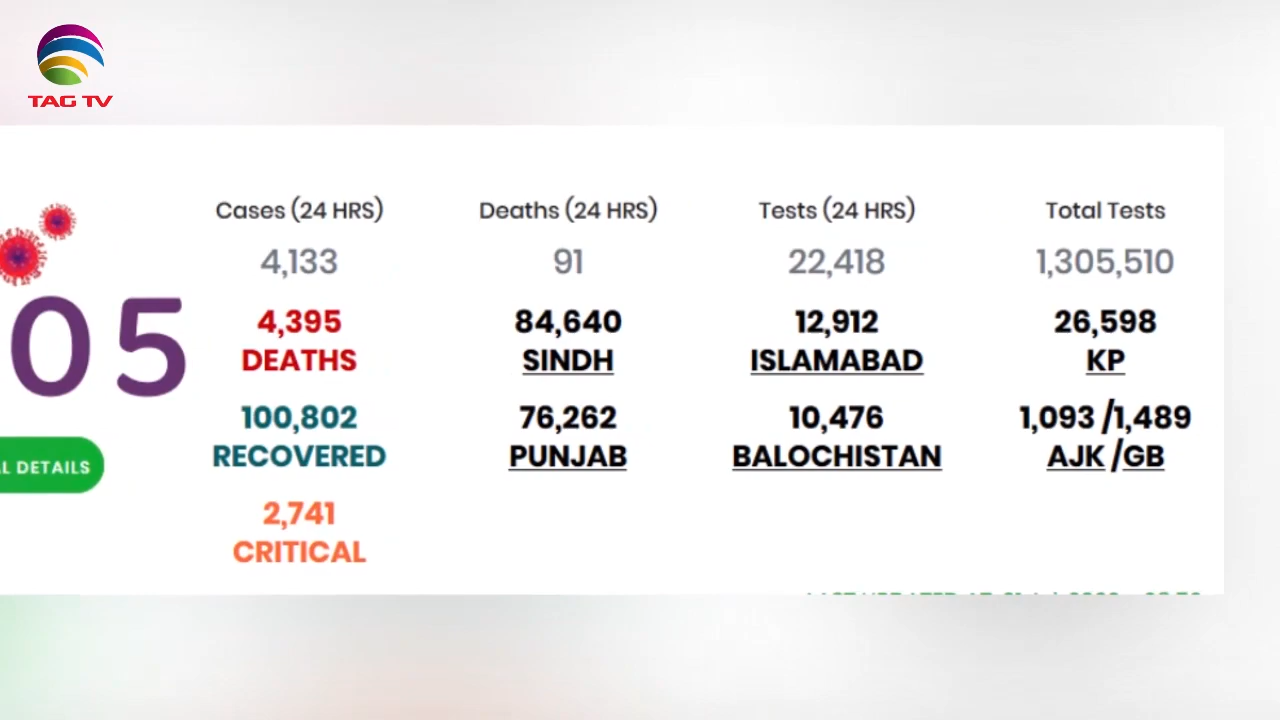 TAG TV
Cases (24 HRS) Deaths (24 HRS) Tests (24 HRS) Total Tests
4,133 91 22,418 1,305,510
05
4,395 84,640 12,912 26,598
DEATHS SINDH ISLAMABAD KP
100,802 76,262 10,476 1,093 /1,489
RECOVERED PUNJAB BALOCHISTAN AJK /GB
L DETAILS
2,741
CRITICAL